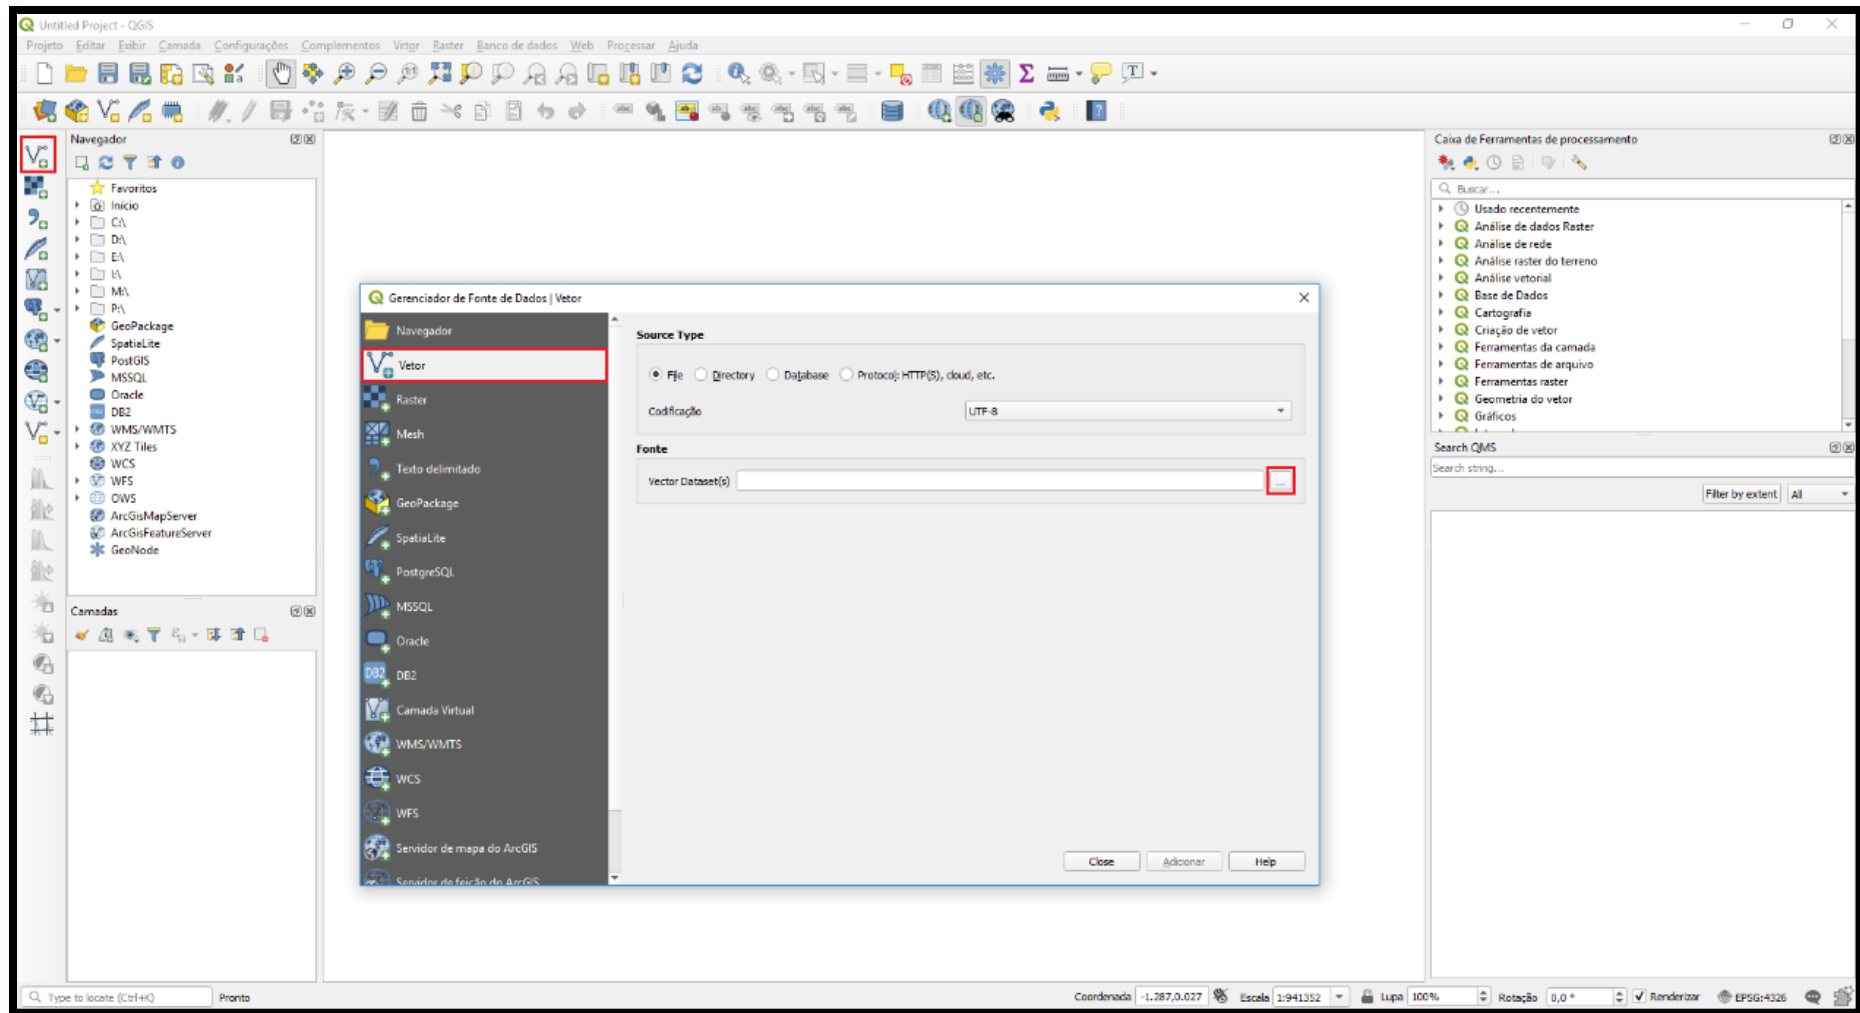 Untitled Project - QGIS
Projeto Editar Exibir Camada Configurações Complementos Vetor Raster Banco de dados Web Processar Ajuda
Navegador
Favoritos
Início
C:\
D:\
E:\
I:\
M:\
P:\
GeoPackage
SpatiaLite
PostGIS
MSSQL
Oracle
DB2
WMS/WMTS
XYZ Tiles
WCS
WFS
OWS
ArcGisMapServer
ArcGisFeatureServer
GeoNode
Camadas
Gerenciador de Fonte de Dados | Vetor
Navegador
Vetor
Raster
Mesh
Texto delimitado
GeoPackage
SpatiaLite
PostgreSQL
MSSQL
Oracle
DB2
Camada Virtual
WMS/WMTS
WCS
WFS
Servidor de mapa do ArcGIS
Servidor de feição do ArcGIS
Source Type
File Directory Database Protocol: HTTP(S), cloud, etc.
Codificação UTF-8
Fonte
Vector Dataset(s) ...
Close Adicionar Help
Caixa de Ferramentas de processamento
Buscar...
Usado recentemente
Análise de dados Raster
Análise de rede
Análise raster do terreno
Análise vetorial
Base de Dados
Cartografia
Criação de vetor
Ferramentas da camada
Ferramentas de arquivo
Ferramentas raster
Geometria do vetor
Gráficos
Search QMS
Search string...
Filter by extent All
Type to locate (Ctrl+K) Pronto Coordenada -1.287,0.027 Escala 1:941352 Lupa 100% Rotação 0,0 ° Renderizar EPSG:4326